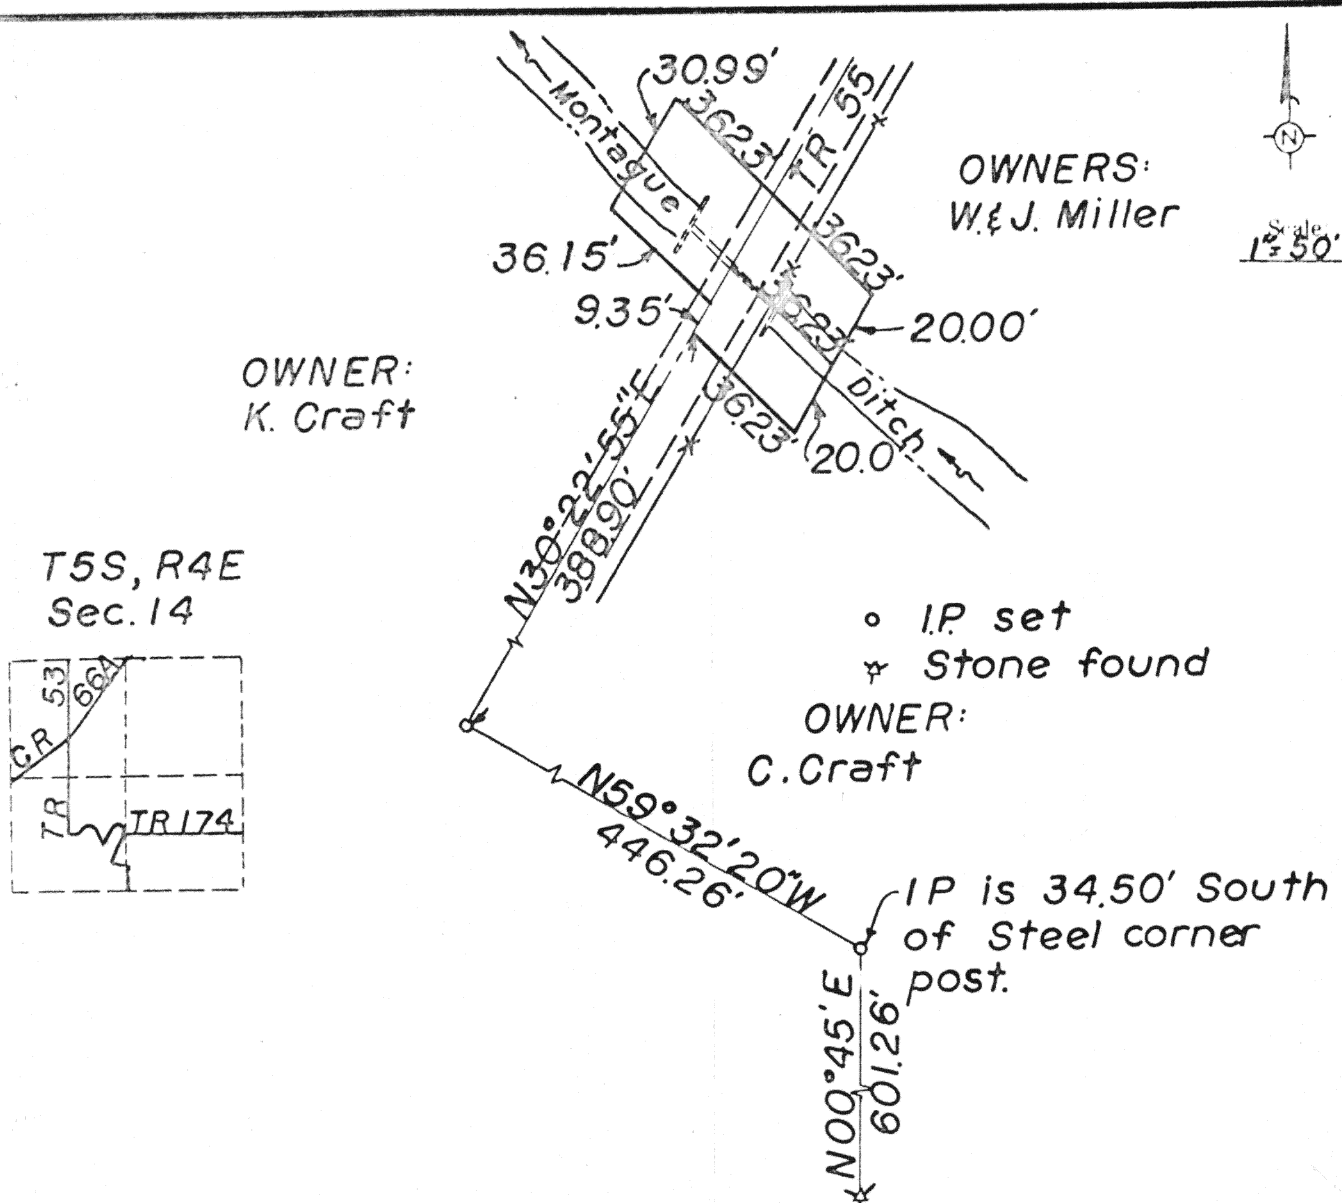 30.99'
Montague
36.23'
TR 55
N
OWNERS:
W. & J. Miller
Scale
1"=50'
36.15'
36.23'
9.35'
36.23'
20.00'
OWNER:
K. Craft
36.23'
Ditch
20.0
N30°22'55"E
388.90'
T5S, R4E
Sec. 14
53
66A
CR
TR
TR 174
I.P. set
Stone found
OWNER:
C. Craft
N59°32'20"W
446.26'
IP is 34.50' South
of Steel corner
post.
N00°45'E
601.26'